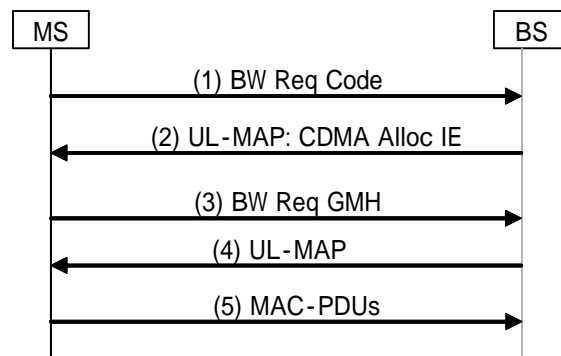 MS
BS
(1) BW Req Code
(2) UL-MAP: CDMA Alloc IE
(3) BW Req GMH
(4) UL-MAP
(5) MAC-PDUs